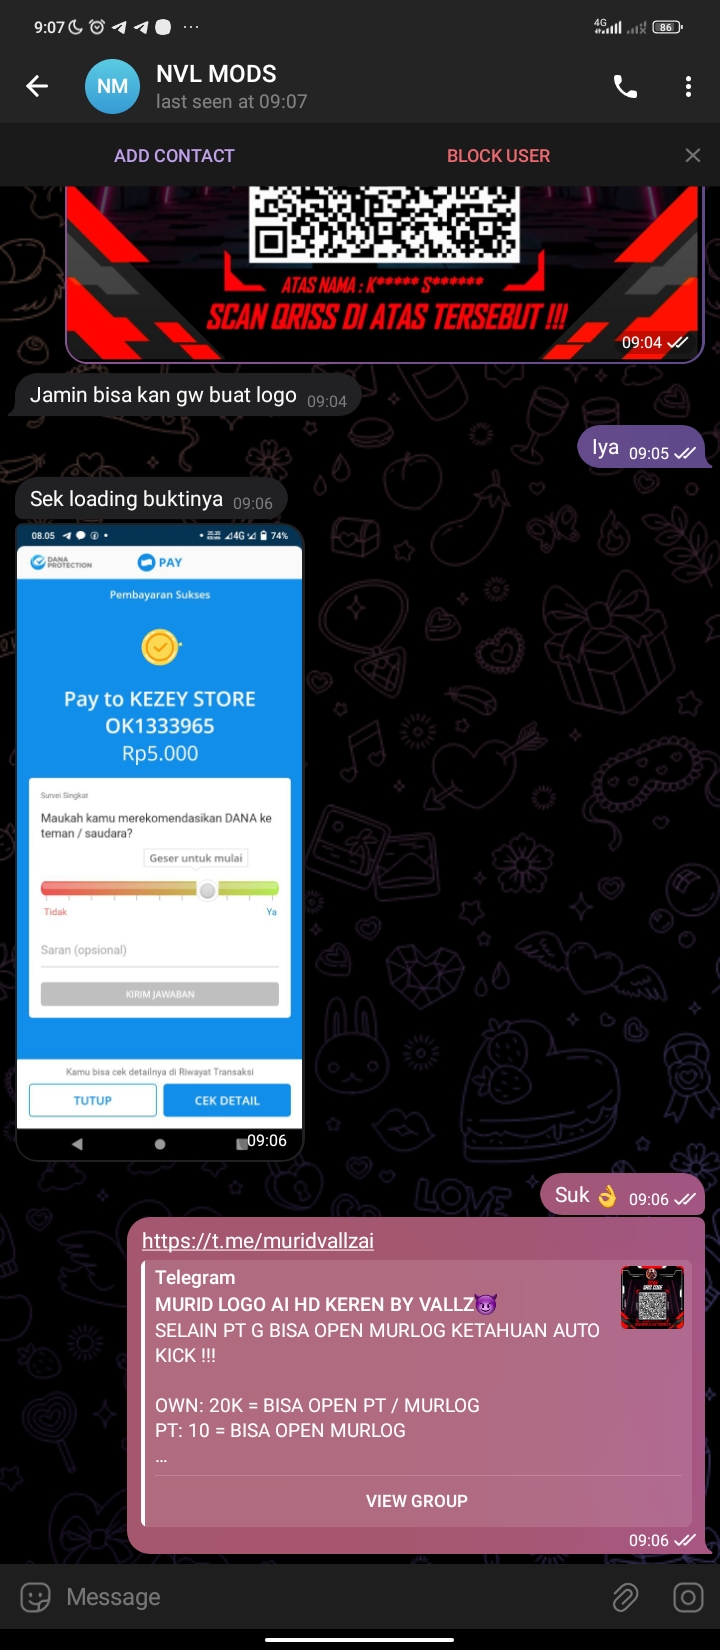 9:07
4G
86
NM
NVL MODS
last seen at 09:07
ADD CONTACT
BLOCK USER
ATAS NAMA : K***** S******
SCAN QRISS DI ATAS TERSEBUT !!!
09:04
Jamin bisa kan gw buat logo 09:04
Iya 09:05
Sek loading buktinya 09:06
08.05
4G
74%
DANA
PROTECTION
PAY
Pembayaran Sukses
Pay to KEZEY STORE
OK1333965
Rp5.000
Survei Singkat
Maukah kamu merekomendasikan DANA ke
teman / saudara?
Geser untuk mulai
Tidak
Ya
Saran (opsional)
KIRIM JAWABAN
Kamu bisa cek detailnya di Riwayat Transaksi
TUTUP
CEK DETAIL
09:06
LOVE
Suk 👌 09:06
https://t.me/muridvallzai
Telegram
MURID LOGO AI HD KEREN BY VALLZ😈
SELAIN PT G BISA OPEN MURLOG KETAHUAN AUTO
KICK !!!
OWN: 20K = BISA OPEN PT / MURLOG
PT: 10 = BISA OPEN MURLOG
...
VIEW GROUP
09:06
Message